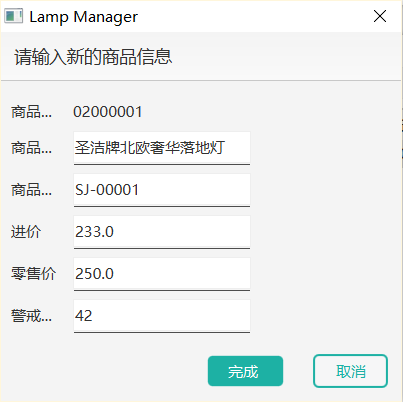 Lamp Manager
请输入新的商品信息
商品... 02000001
商品... 圣洁牌北欧奢华落地灯
商品... SJ-00001
进价 233.0
零售价 250.0
警戒... 42
完成 取消